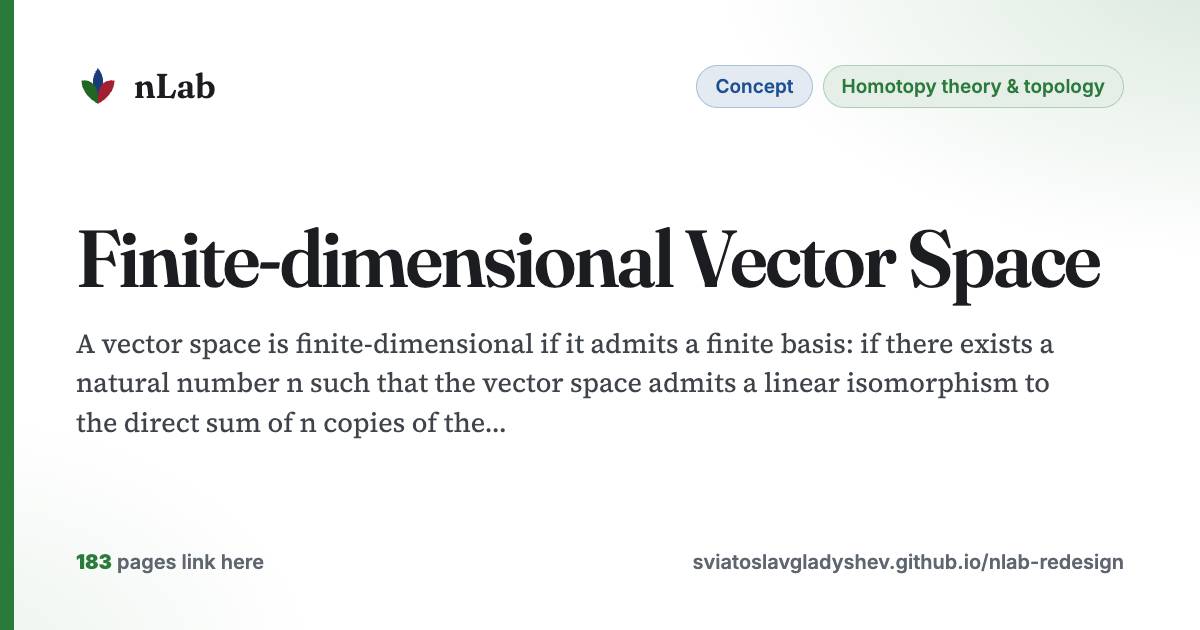 nLab
Concept
Homotopy theory & topology
Finite-dimensional Vector Space
A vector space is finite-dimensional if it admits a finite basis: if there exists a
natural number n such that the vector space admits a linear isomorphism to
the direct sum of n copies of the...
183 pages link here
sviatoslavgladyshev.github.io/nlab-redesign